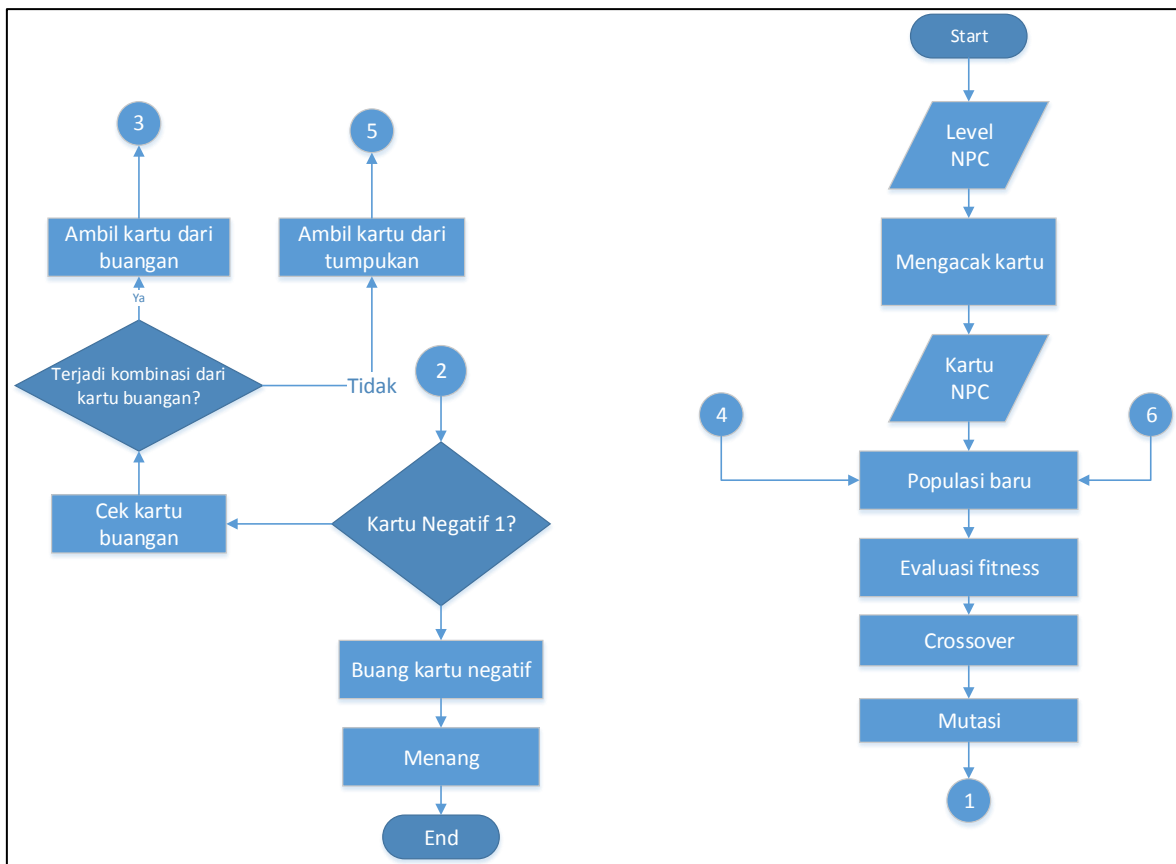 3
5
Ambil kartu dari
buangan
Ambil kartu dari
tumpukan
Ya
Terjadi kombinasi dari
kartu buangan?
Tidak
2
Cek kartu
buangan
Kartu Negatif 1?
Buang kartu negatif
Menang
End
Start
Level
NPC
Mengacak kartu
Kartu
NPC
4
6
Populasi baru
Evaluasi fitness
Crossover
Mutasi
1